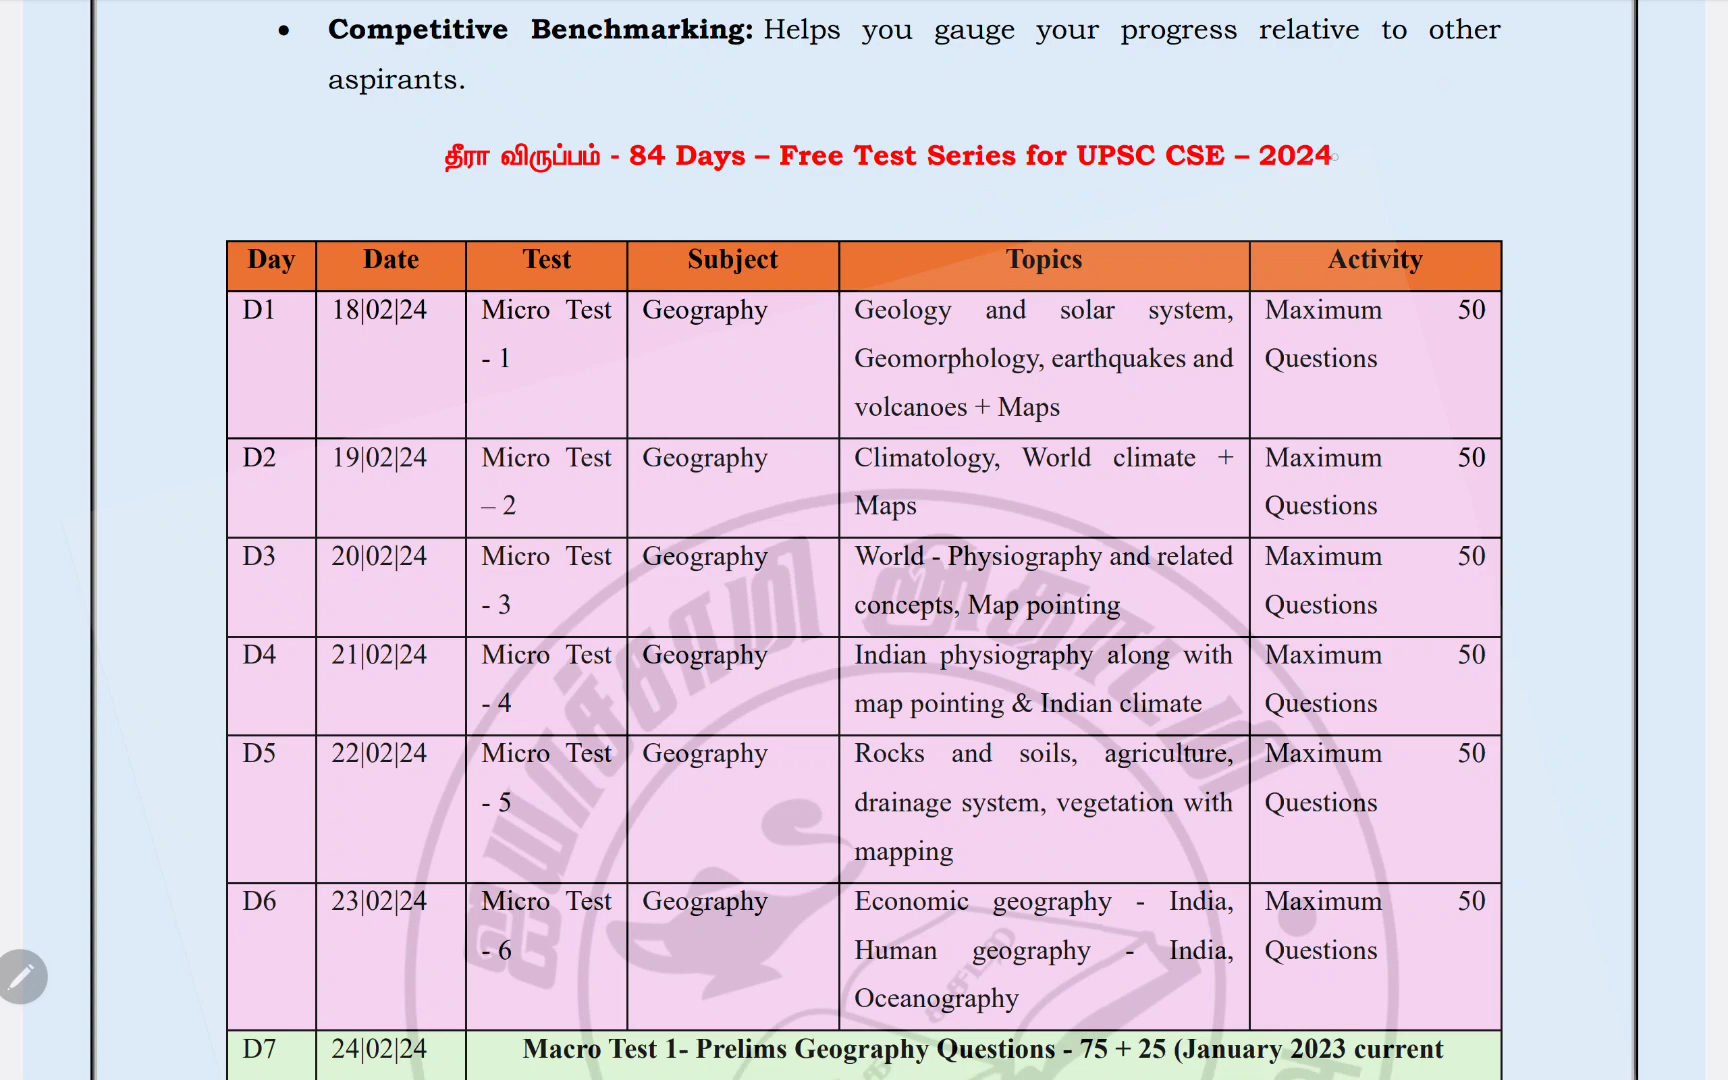 • Competitive Benchmarking: Helps you gauge your progress relative to other
aspirants.
தீரா விருப்பம் - 84 Days – Free Test Series for UPSC CSE – 2024
Day Date Test Subject Topics Activity
D1 18|02|24 Micro Test Geography Geology and solar system, Maximum 50
- 1 Geomorphology, earthquakes and Questions
volcanoes + Maps
D2 19|02|24 Micro Test Geography Climatology, World climate + Maximum 50
– 2 Maps Questions
D3 20|02|24 Micro Test Geography World - Physiography and related Maximum 50
- 3 concepts, Map pointing Questions
D4 21|02|24 Micro Test Geography Indian physiography along with Maximum 50
- 4 map pointing & Indian climate Questions
D5 22|02|24 Micro Test Geography Rocks and soils, agriculture, Maximum 50
- 5 drainage system, vegetation with Questions
mapping
D6 23|02|24 Micro Test Geography Economic geography - India, Maximum 50
- 6 Human geography - India, Questions
Oceanography
D7 24|02|24 Macro Test 1- Prelims Geography Questions - 75 + 25 (January 2023 current